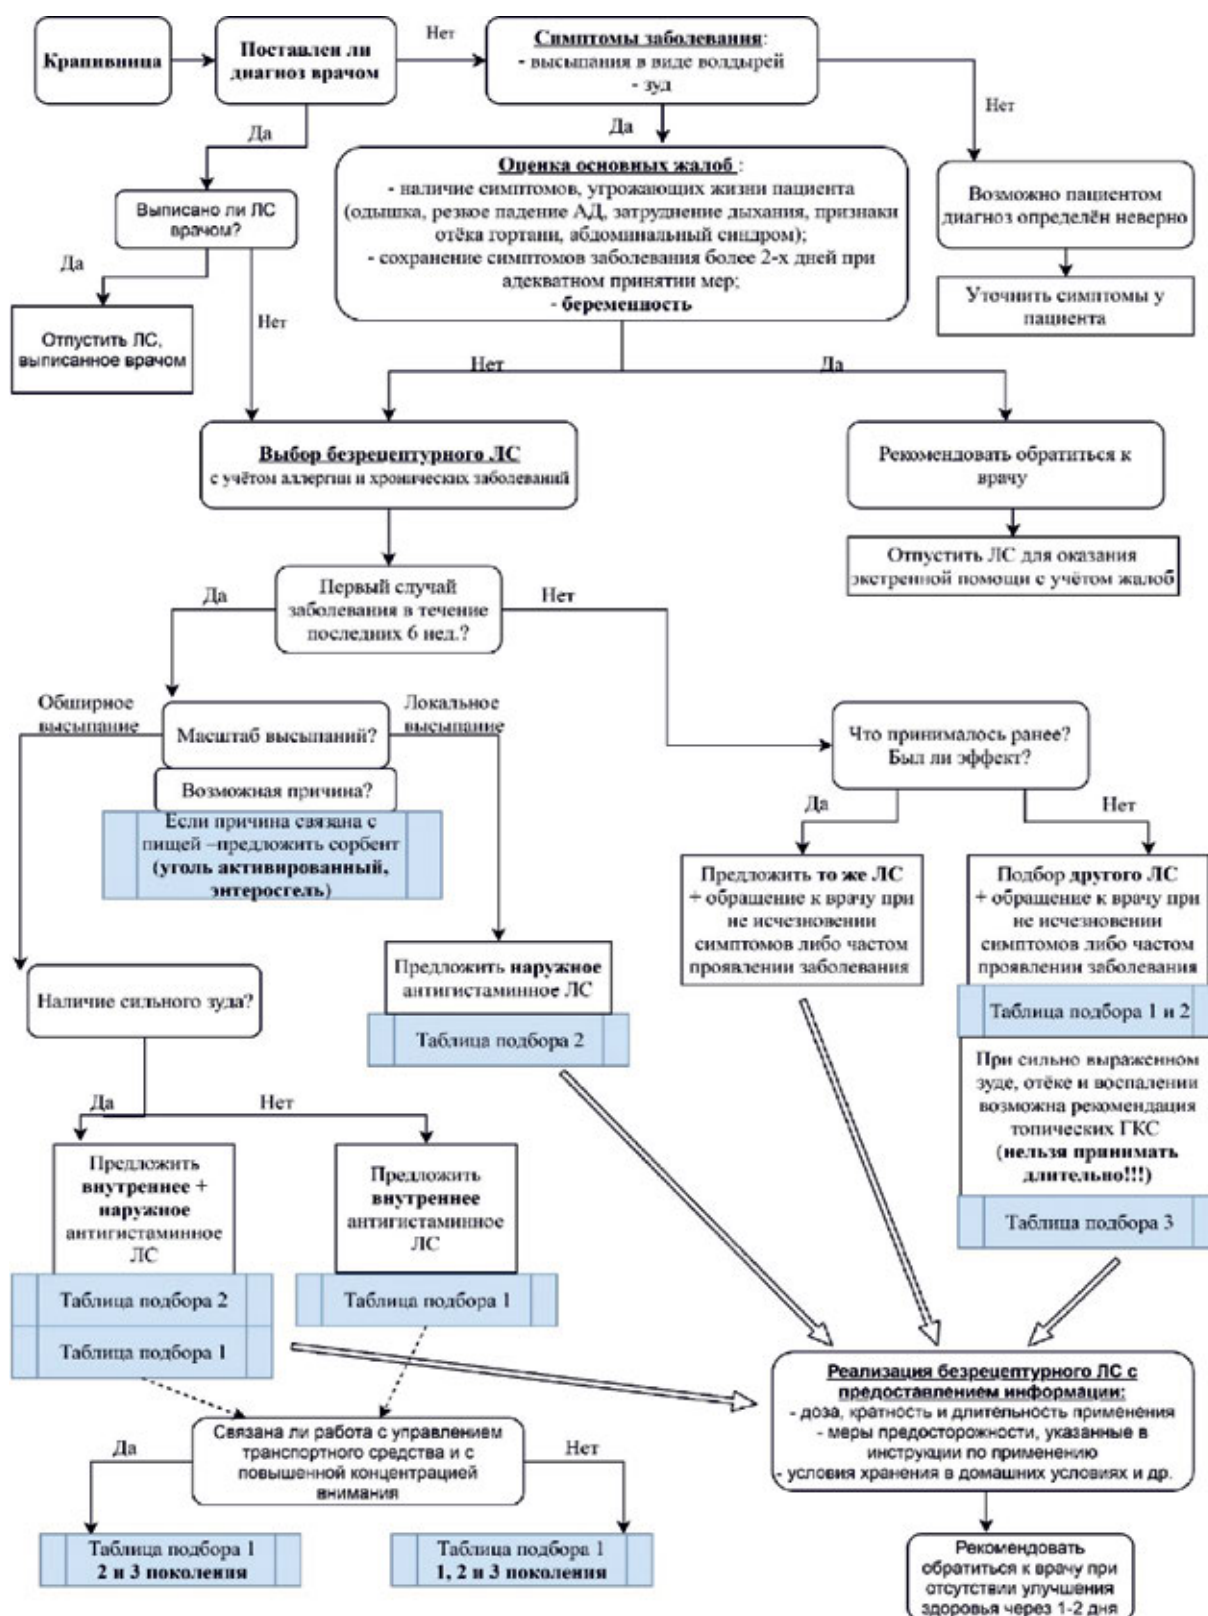 Крапивница
Поставлен ли
диагноз врачом
Нет
Симптомы заболевания:
- высыпания в виде волдырей
- зуд
Да
Да
Нет
Выписано ли ЛС
врачом?
Оценка основных жалоб :
- наличие симптомов, угрожающих жизни пациента
(одышка, резкое падение АД, затруднение дыхания, признаки
отёка гортани, абдоминальный синдром);
- сохранение симптомов заболевания более 2-х дней при
адекватном принятии мер;
- беременность
Возможно пациентом
диагноз определён неверно
Уточнить симптомы у
пациента
Да
Нет
Отпустить ЛС,
выписанное врачом
Нет
Да
Выбор безрецептурного ЛС
с учётом аллергии и хронических заболеваний
Рекомендовать обратиться к
врачу
Отпустить ЛС для оказания
экстренной помощи с учётом жалоб
Первый случай
заболевания в течение
последних 6 нед.?
Да
Нет
Обширное
высыпание
Масштаб высыпаний?
Локальное
высыпание
Возможная причина?
Если причина связана с
пищей –предложить сорбент
(уголь активированный,
энтеросгель)
Что принималось ранее?
Был ли эффект?
Да
Нет
Предложить то же ЛС
+ обращение к врачу при
не исчезновении
симптомов либо частом
проявлении заболевания
Подбор другого ЛС
+ обращение к врачу при
не исчезновении
симптомов либо частом
проявлении заболевания
Таблица подбора 1 и 2
При сильно выраженном
зуде, отёке и воспалении
возможна рекомендация
топических ГКС
(нельзя принимать
длительно!!!)
Таблица подбора 3
Предложить наружное
антигистаминное ЛС
Таблица подбора 2
Наличие сильного зуда?
Да
Нет
Предложить
внутреннее +
наружное
антигистаминное
ЛС
Таблица подбора 2
Таблица подбора 1
Предложить
внутреннее
антигистаминное
ЛС
Таблица подбора 1
Связана ли работа с управлением
транспортного средства и с
повышенной концентрацией
внимания
Да
Нет
Таблица подбора 1
2 и 3 поколения
Таблица подбора 1
1, 2 и 3 поколения
Реализация безрецептурного ЛС с
предоставлением информации:
- доза, кратность и длительность применения
- меры предосторожности, указанные в
инструкции по применению
- условия хранения в домашних условиях и др.
Рекомендовать
обратиться к врачу при
отсутствии улучшения
здоровья через 1-2 дня